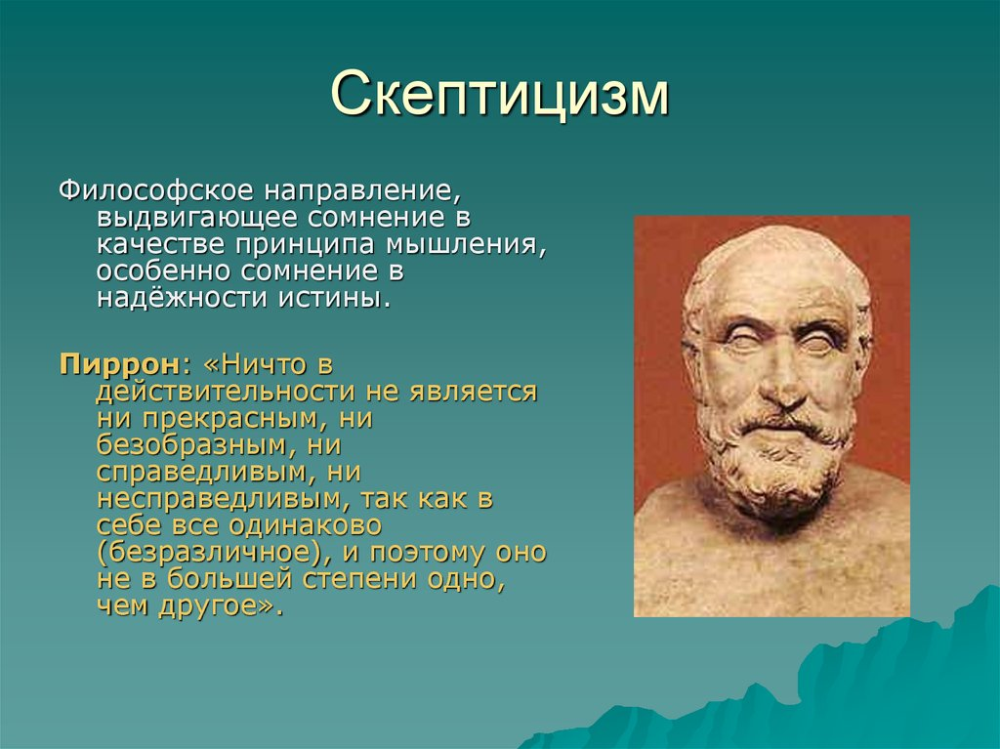 Скептицизм
Философское направление,
выдвигающее сомнение в
качестве принципа мышления,
особенно сомнение в
надёжности истины.
Пиррон: «Ничто в
действительности не является
ни прекрасным, ни
безобразным, ни
справедливым, ни
несправедливым, так как в
себе все одинаково
(безразличное), и поэтому оно
не в большей степени одно,
чем другое».